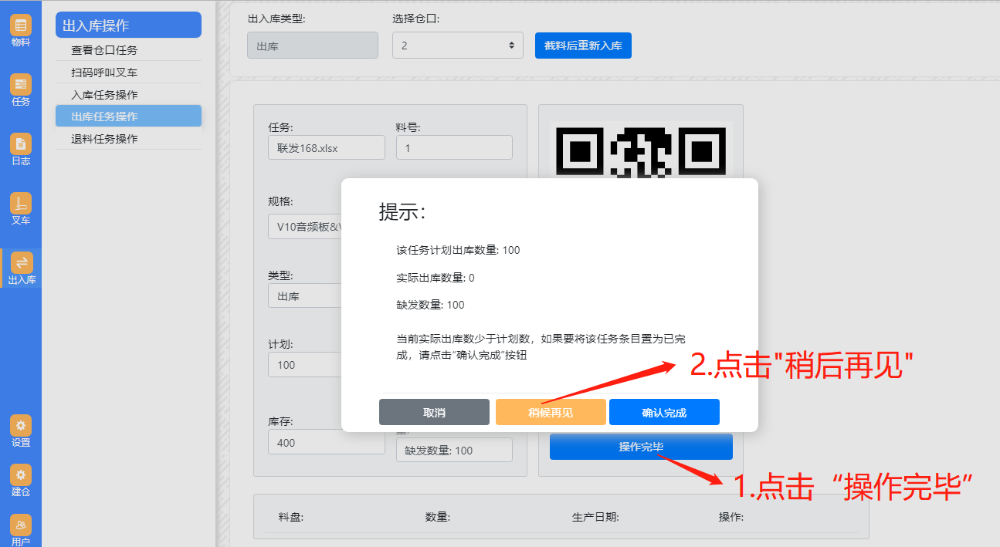 物料
任务
日志
叉车
出入库
设置
建仓
用户
出入库操作
查看仓口任务
扫码呼叫叉车
入库任务操作
出库任务操作
退料任务操作
出入库类型:
选择仓口:
出库
2
截料后重新入库
任务:
料号:
联发168.xlsx
1
规格:
V10音频板&
类型:
出库
计划:
100
库存:
400
缺发数量: 100
提示：
该任务计划出库数量: 100
实际出库数量: 0
缺发数量: 100
当前实际出库数少于计划数，如果要将该任务条目置为已完
成，请点击"确认完成"按钮
取消
稍候再见
确认完成
2.点击"稍后再见"
操作完毕
1.点击“操作完毕”
料盘:
数量:
生产日期:
操作: